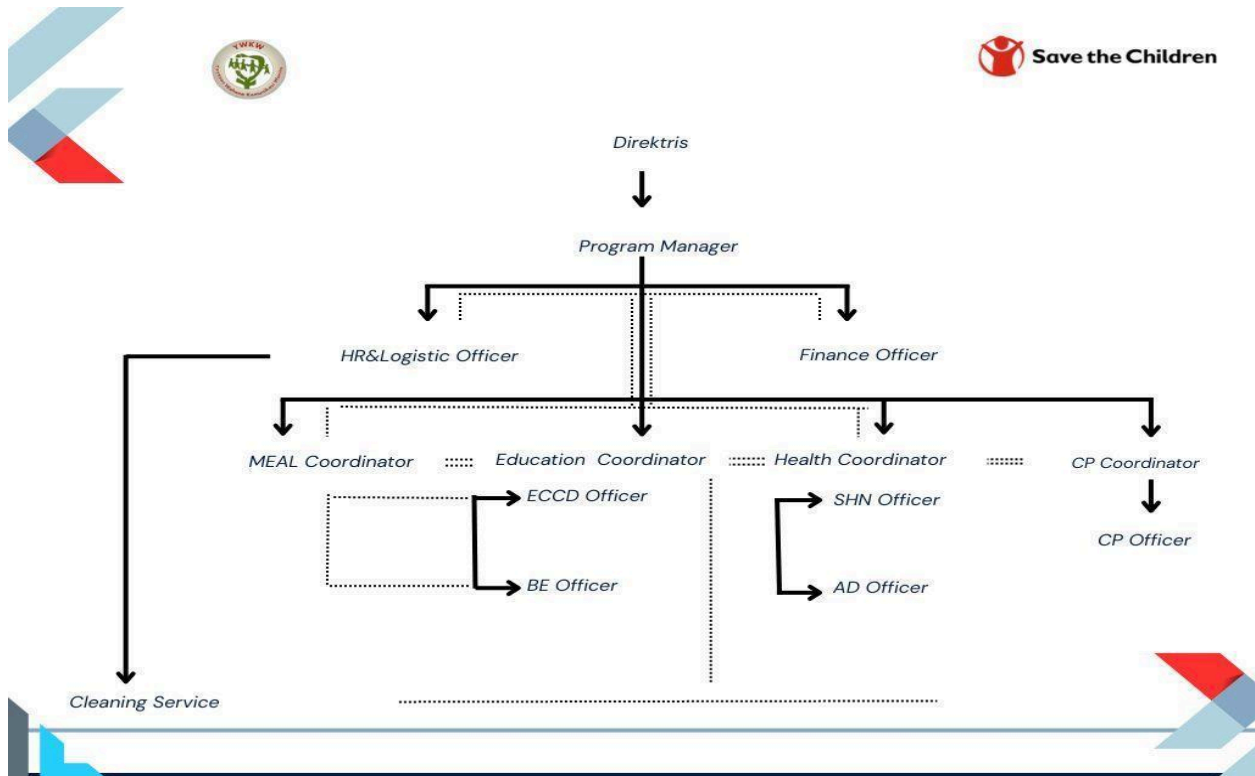 YWKW
Save the Children
Direktris
Program Manager
HR&Logistic Officer
Finance Officer
MEAL Coordinator
Education Coordinator
Health Coordinator
CP Coordinator
ECCD Officer
SHN Officer
CP Officer
BE Officer
AD Officer
Cleaning Service